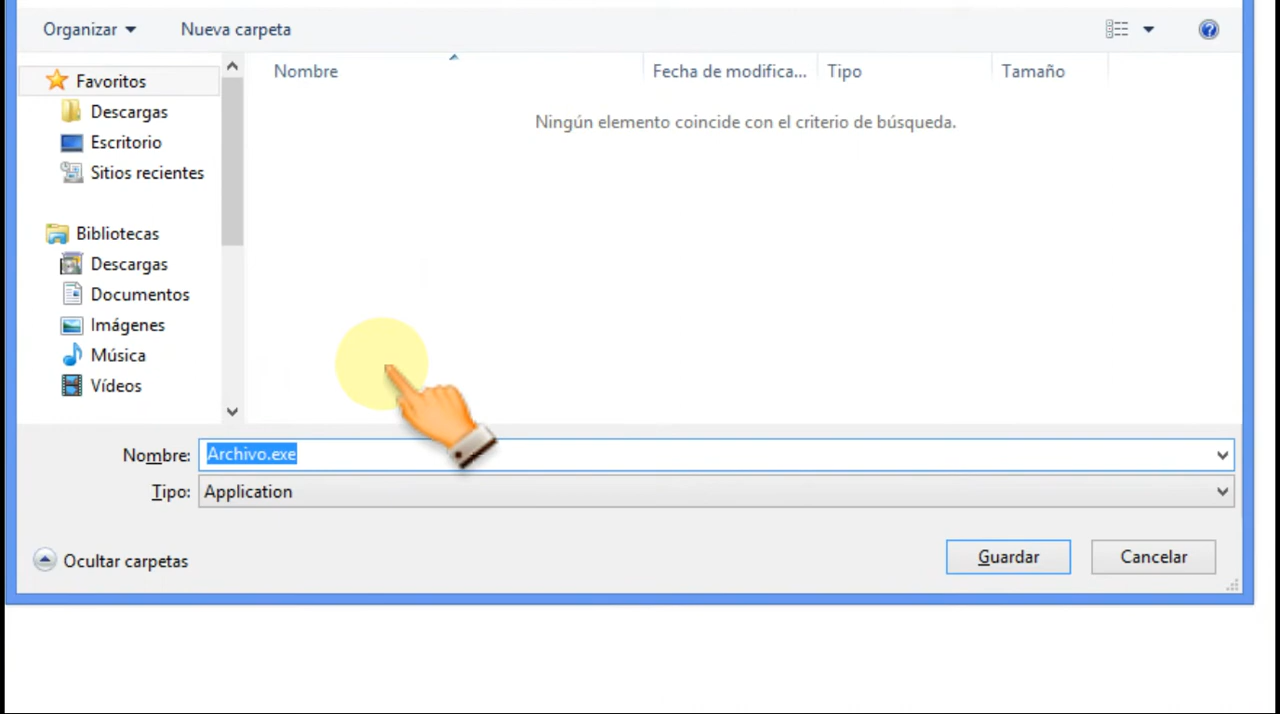 Organizar
Nueva carpeta
Favoritos
Descargas
Escritorio
Sitios recientes
Bibliotecas
Descargas
Documentos
Imágenes
Música
Vídeos
Nombre
Fecha de modifica...
Tipo
Tamaño
Ningún elemento coincide con el criterio de búsqueda.
Nombre: Archivo.exe
Tipo: Application
Ocultar carpetas
Guardar
Cancelar